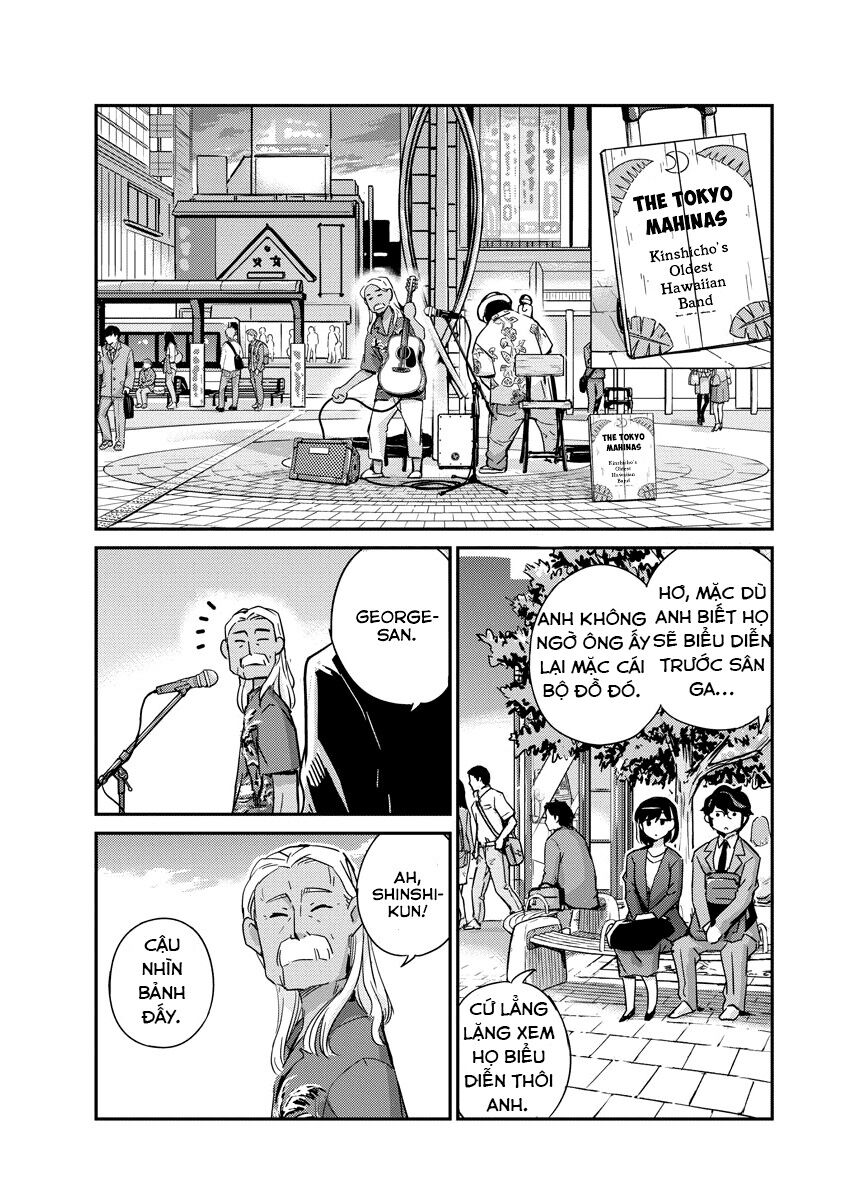 THE TOKYO
MAHINAS
Kinshicho's
Oldest
Hawaiian
Band
THE TOKYO
MAHINAS
Kinshicho's
Oldest
Hawaiian
Band
HƠ, MẶC DÙ
ANH BIẾT HỌ
SẼ BIỂU DIỄN
TRƯỚC SÂN
GA...
ANH KHÔNG
NGỜ ÔNG ẤY
LẠI MẶC CÁI
BỘ ĐỒ ĐÓ.
CỨ LẲNG
LẶNG XEM
HỌ BIỂU
DIỄN THÔI
ANH.
GEORGE-
SAN.
AH,
SHINSHI-
KUN!
CẬU
NHÌN
BẢNH
ĐẤY.